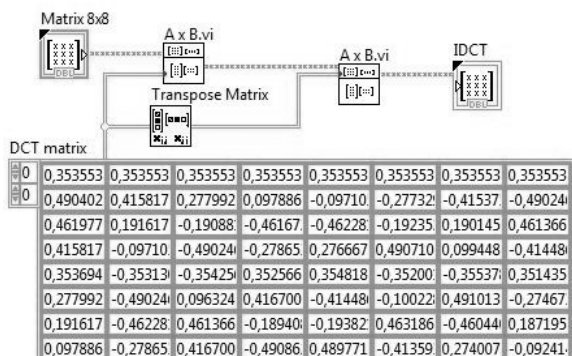 Matrix 8x8
A x B.vi
A x B.vi
IDCT
DBL
DBL
Transpose Matrix
DCT matrix
0 0,353553 0,353553 0,353553 0,353553 0,353553 0,353553 0,353553 0,353553
0 0,490402 0,415817 0,277992 0,097886 -0,09710 -0,27732 -0,41537 -0,49024
0,461977 0,191617 -0,19088 -0,46167 -0,46228 -0,19235 0,190145 0,461366
0,415817 -0,09710 -0,49024 -0,27865 0,276667 0,490710 0,099448 -0,41448
0,353694 -0,35313 -0,35425 0,352566 0,354818 -0,35200 -0,35537 0,351435
0,277992 -0,49024 0,096324 0,416700 -0,41448 -0,10022 0,491013 -0,27467
0,191617 -0,46228 0,461366 -0,18940 -0,19382 0,463186 -0,46044 0,187195
0,097886 -0,27865 0,416700 -0,49086 0,489771 -0,41359 0,274007 -0,09241